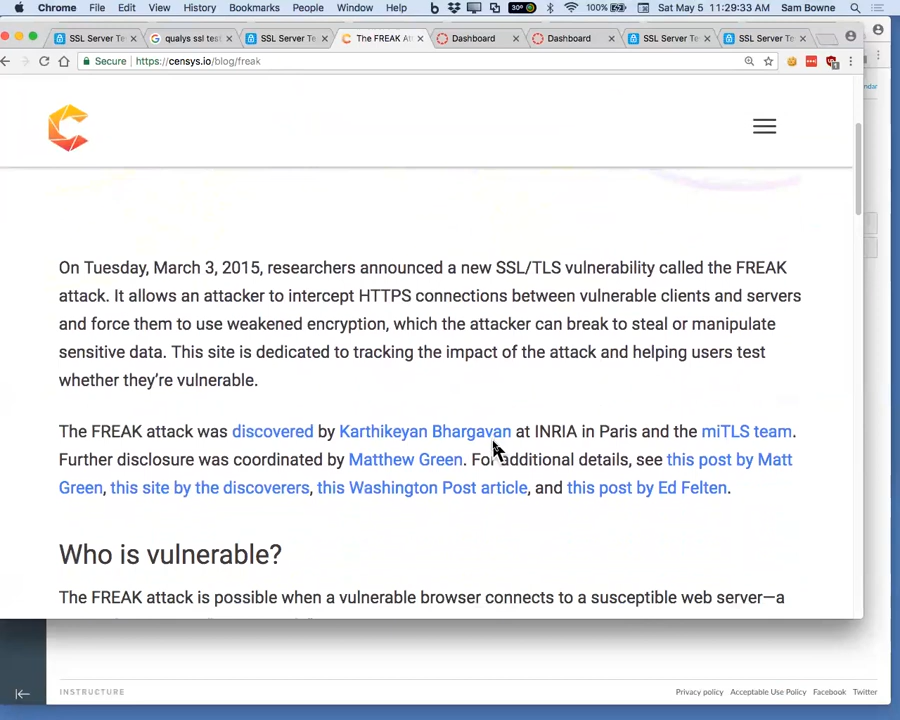 Chrome File Edit View History Bookmarks People Window Help 30° 100% Sat May 5 11:29:33 AM Sam Bowne
SSL Server Te qualys ssl test SSL Server Te The FREAK At Dashboard Dashboard SSL Server Te SSL Server Te
Secure https://censys.io/blog/freak
On Tuesday, March 3, 2015, researchers announced a new SSL/TLS vulnerability called the FREAK
attack. It allows an attacker to intercept HTTPS connections between vulnerable clients and servers
and force them to use weakened encryption, which the attacker can break to steal or manipulate
sensitive data. This site is dedicated to tracking the impact of the attack and helping users test
whether they’re vulnerable.
The FREAK attack was discovered by Karthikeyan Bhargavan at INRIA in Paris and the miTLS team.
Further disclosure was coordinated by Matthew Green. For additional details, see this post by Matt
Green, this site by the discoverers, this Washington Post article, and this post by Ed Felten.
Who is vulnerable?
The FREAK attack is possible when a vulnerable browser connects to a susceptible web server—a
INSTRUCTURE
Privacy policy Acceptable Use Policy Facebook Twitter